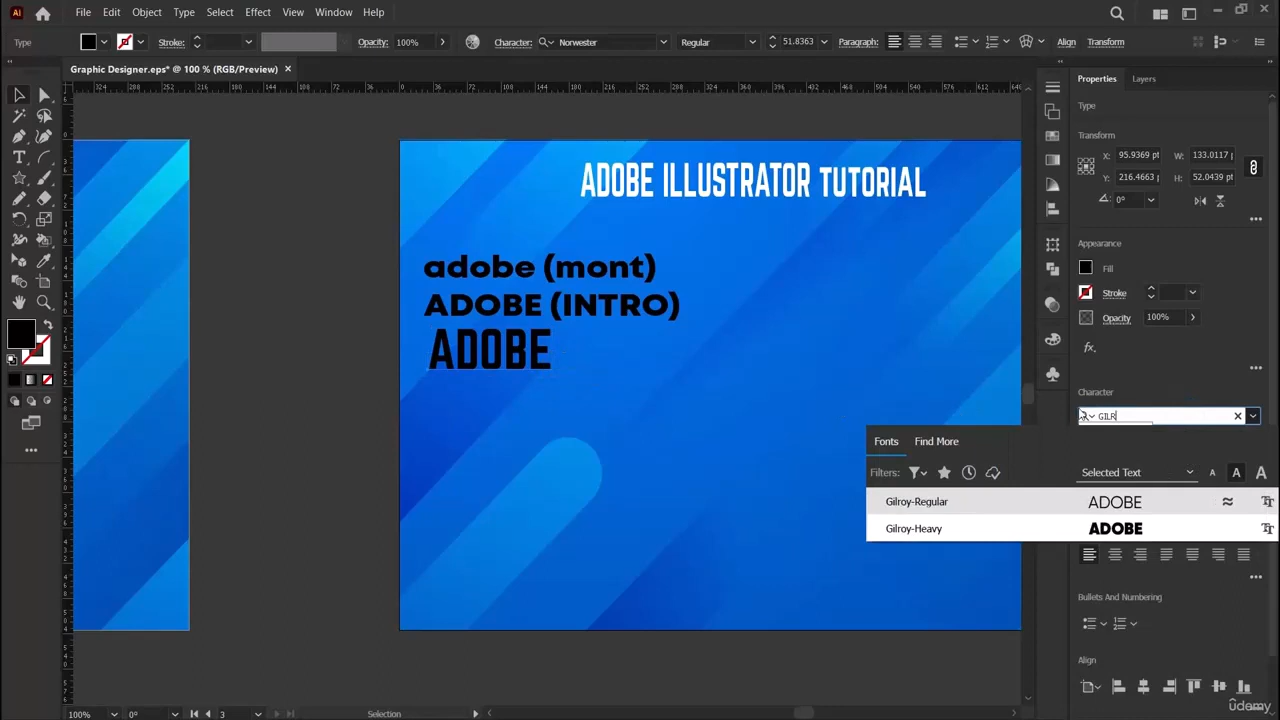 Ai File Edit Object Type Select Effect View Window Help
Type Stroke: Opacity: 100% Character: Norwester Regular 51.8363 Paragraph: Align Transform
Graphic Designer.eps* @ 100 % (RGB/Preview) ×
Properties Layers
Type
Transform
X: 95.9369 pt W: 133.0117 p
Y: 216.4663 p H: 52.0439 pt
0°
Appearance
Fill
Stroke
Opacity 100%
fx
Character
GILR
Fonts Find More
Filters: Selected Text A A A
Gilroy-Regular ADOBE
Gilroy-Heavy ADOBE
Bullets And Numbering
Align
ADOBE ILLUSTRATOR TUTORIAL
adobe (mont)
ADOBE (INTRO)
ADOBE
100% 0° 3 Selection
ûdemy